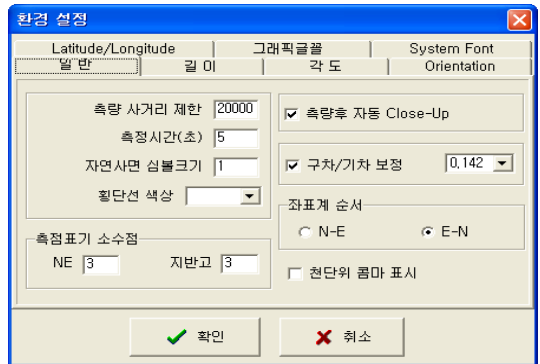 환경 설정
Latitude/Longitude 그래픽글꼴 System Font
일 반 길 이 각 도 Orientation
측량 사거리 제한 20000
측정시간(초) 5
자연사면 심볼크기 1
횡단선 색상
측점표기 소수점
NE 3 지반고 3
측량후 자동 Close-Up
구차/기차 보정 0,142
좌표계 순서
N-E E-N
천단위 콤마 표시
확인 취소